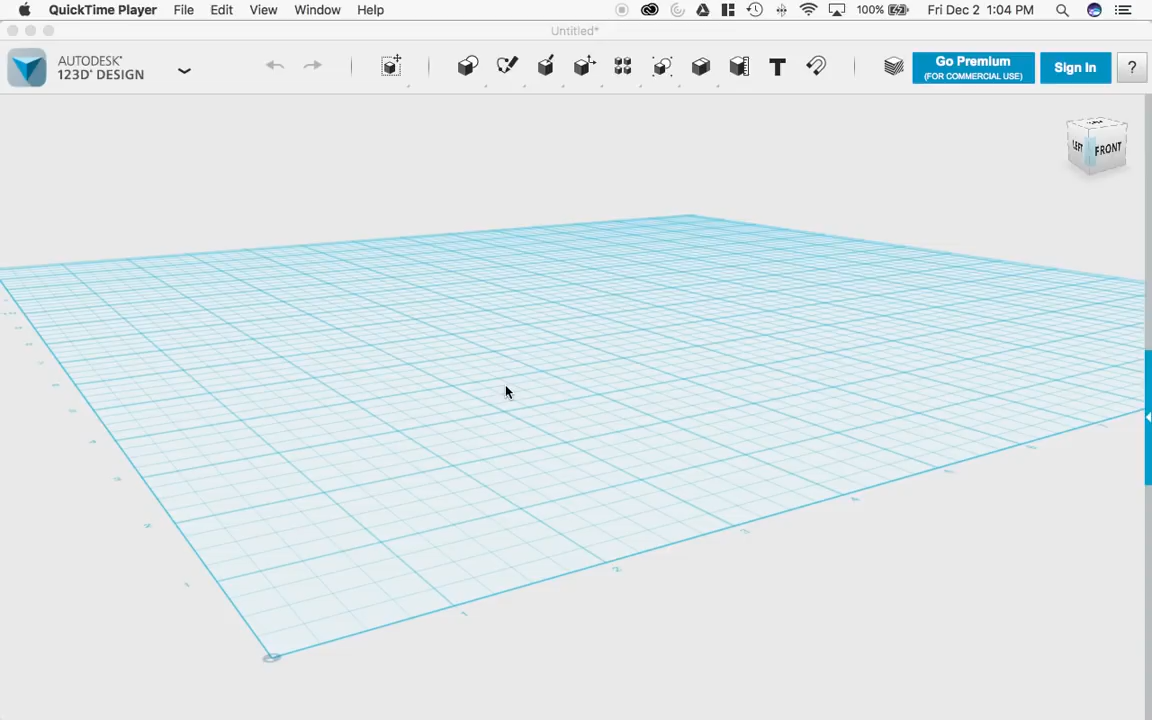 QuickTime Player File Edit View Window Help 100% Fri Dec 2 1:04 PM
Untitled*
AUTODESK®
123D® DESIGN
Go Premium
(FOR COMMERCIAL USE)
Sign In
?
T
LEFT
FRONT